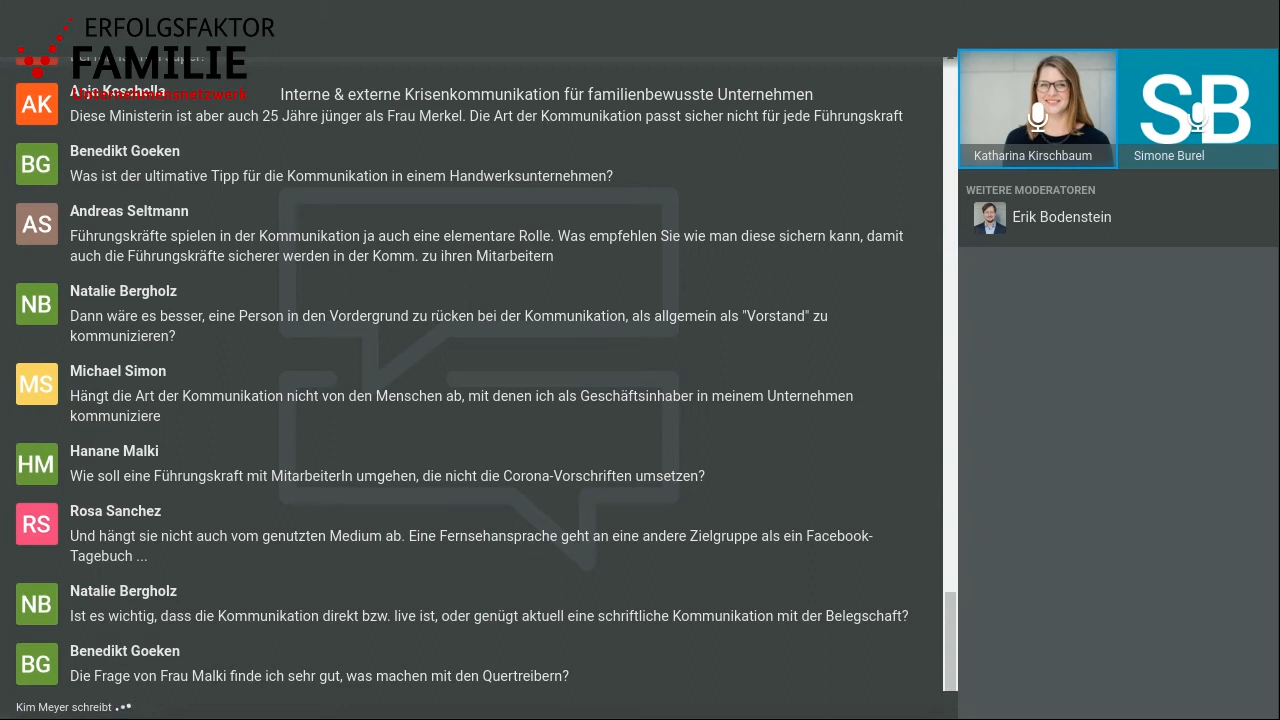 ERFOLGSFAKTOR
FAMILIE
Unternehmensnetzwerk
Interne & externe Krisenkommunikation für familienbewusste Unternehmen
AK
Diese Ministerin ist aber auch 25 Jähre jünger als Frau Merkel. Die Art der Kommunikation passt sicher nicht für jede Führungskraft
BG
Benedikt Goeken
Was ist der ultimative Tipp für die Kommunikation in einem Handwerksunternehmen?
AS
Andreas Seltmann
Führungskräfte spielen in der Kommunikation ja auch eine elementare Rolle. Was empfehlen Sie wie man diese sichern kann, damit
auch die Führungskräfte sicherer werden in der Komm. zu ihren Mitarbeitern
NB
Natalie Bergholz
Dann wäre es besser, eine Person in den Vordergrund zu rücken bei der Kommunikation, als allgemein als "Vorstand" zu
kommunizieren?
MS
Michael Simon
Hängt die Art der Kommunikation nicht von den Menschen ab, mit denen ich als Geschäftsinhaber in meinem Unternehmen
kommuniziere
HM
Hanane Malki
Wie soll eine Führungskraft mit MitarbeiterIn umgehen, die nicht die Corona-Vorschriften umsetzen?
RS
Rosa Sanchez
Und hängt sie nicht auch vom genutzten Medium ab. Eine Fernsehansprache geht an eine andere Zielgruppe als ein Facebook-
Tagebuch ...
NB
Natalie Bergholz
Ist es wichtig, dass die Kommunikation direkt bzw. live ist, oder genügt aktuell eine schriftliche Kommunikation mit der Belegschaft?
BG
Benedikt Goeken
Die Frage von Frau Malki finde ich sehr gut, was machen mit den Quertreibern?
Kim Meyer schreibt
SB
Katharina Kirschbaum
Simone Burel
WEITERE MODERATOREN
Erik Bodenstein